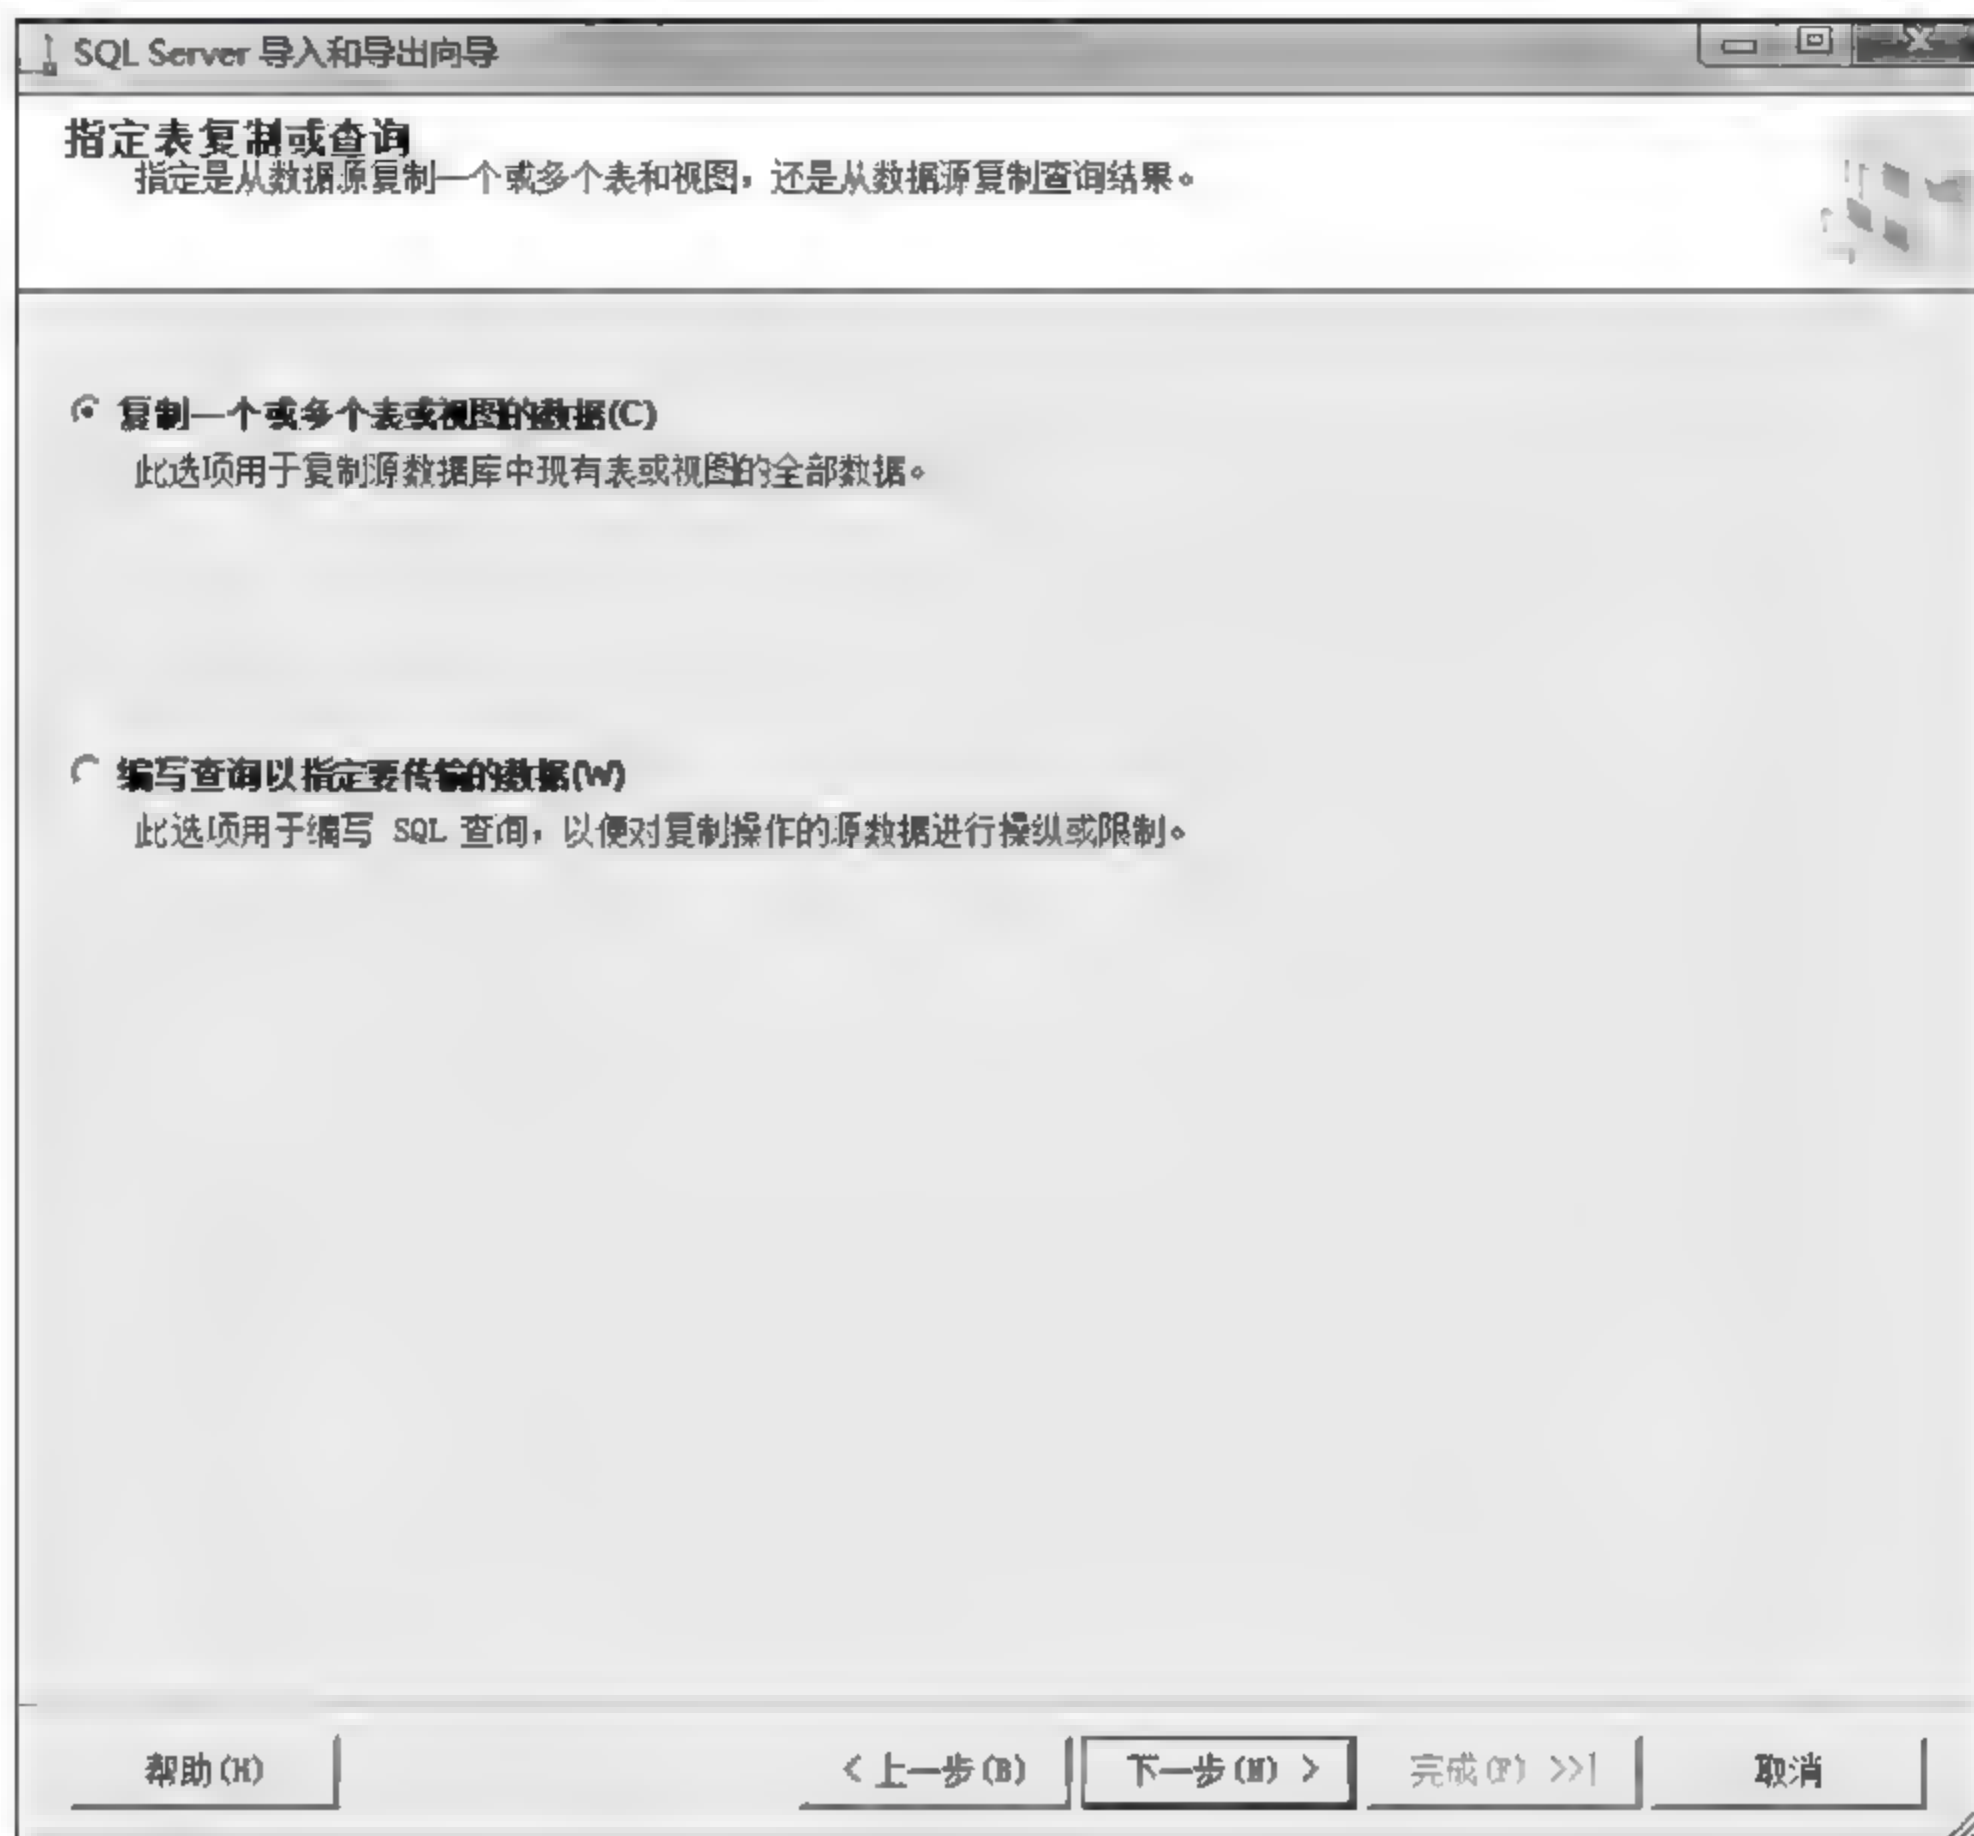 SQL Server 导入和导出向导
指定表复制或查询
指定是从数据源复制一个或多个表和视图，还是从数据源复制查询结果。
复制一个或多个表或视图的数据(C)
此选项用于复制源数据库中现有表或视图的全部数据。
编写查询以指定要传输的数据(W)
此选项用于编写 SQL 查询，以便对复制操作的源数据进行操纵或限制。
帮助(H)
< 上一步(B)
下一步(N) >
完成(F) >>|
取消